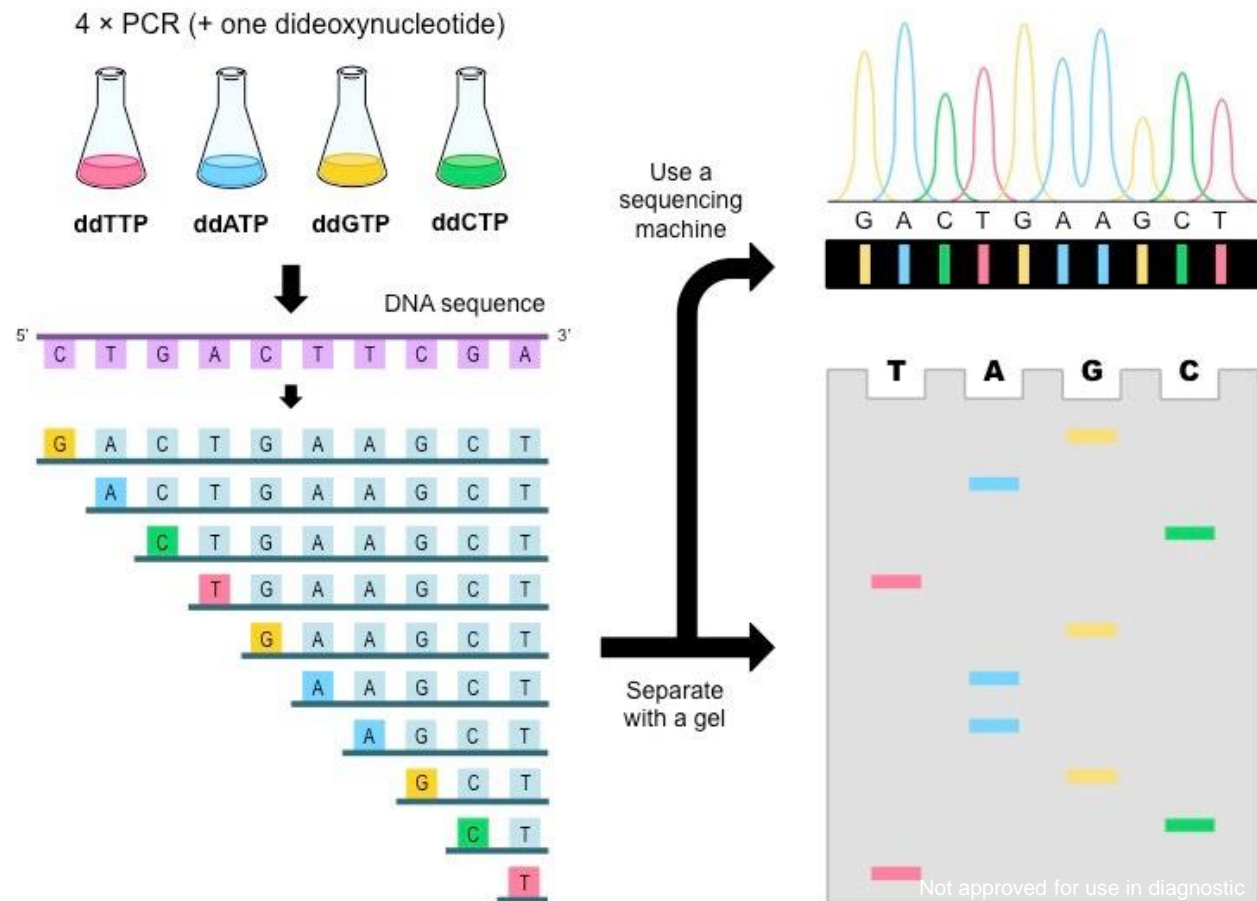 4 × PCR (+ one dideoxynucleotide)
ddTTP ddATP ddGTP ddCTP
DNA sequence
5' 3'
C T G A C T T C G A
G A C T G A A G C T
A C T G A A G C T
C T G A A G C T
T G A A G C T
G A A G C T
A A G C T
A G C T
G C T
C T
T
Use a
sequencing
machine
Separate
with a gel
G A C T G A A G C T
T A G C
Not approved for use in diagnostic